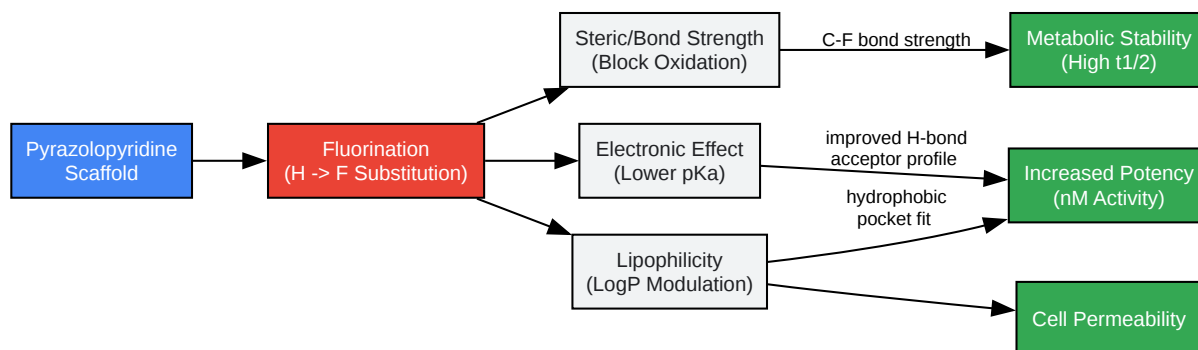 Pyrazolopyridine
Scaffold
Fluorination
(H -> F Substitution)
Steric/Bond Strength
(Block Oxidation)
C-F bond strength
Metabolic Stability
(High t1/2)
Electronic Effect
(Lower pKa)
improved H-bond
acceptor profile
Increased Potency
(nM Activity)
hydrophobic
pocket fit
Lipophilicity
(LogP Modulation)
Cell Permeability